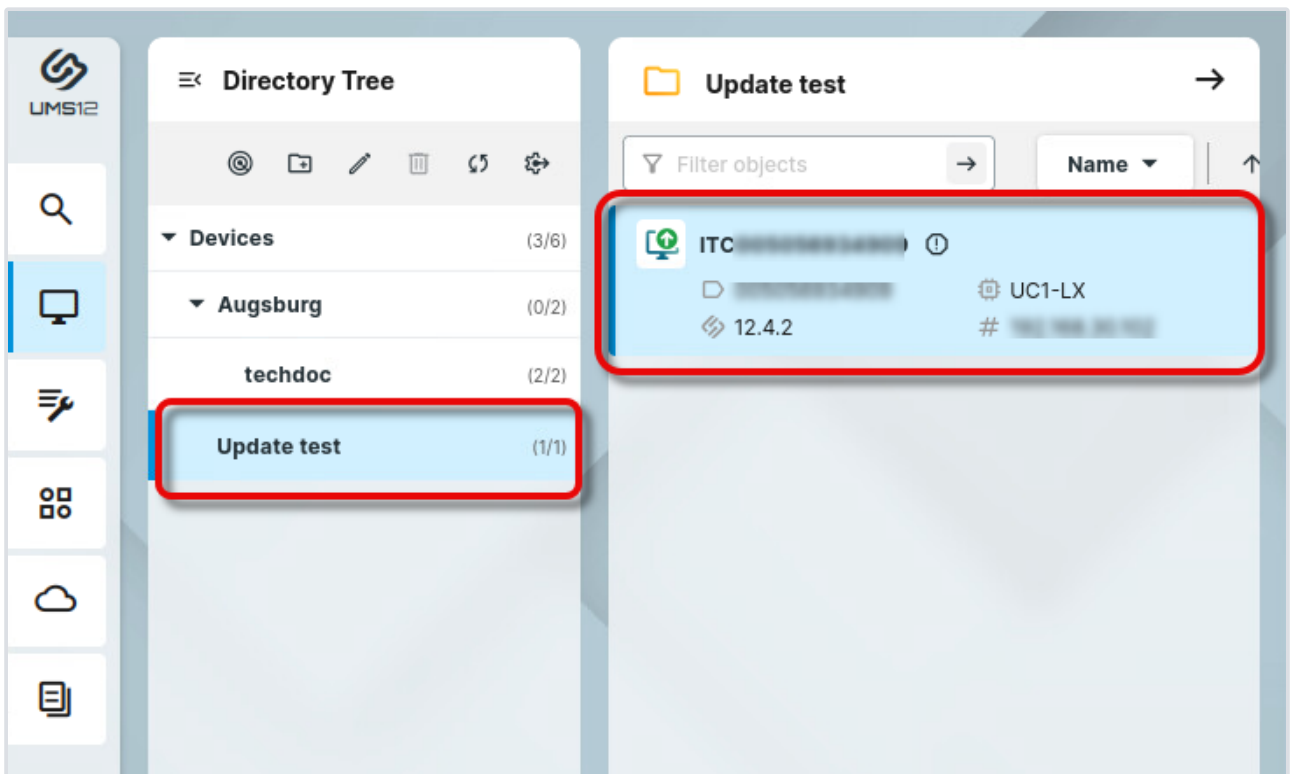 UMS12
Directory Tree
Devices (3/6)
Augsburg (0/2)
techdoc (2/2)
Update test (1/1)
Update test
Filter objects
Name
ITC
UC1-LX
12.4.2 #